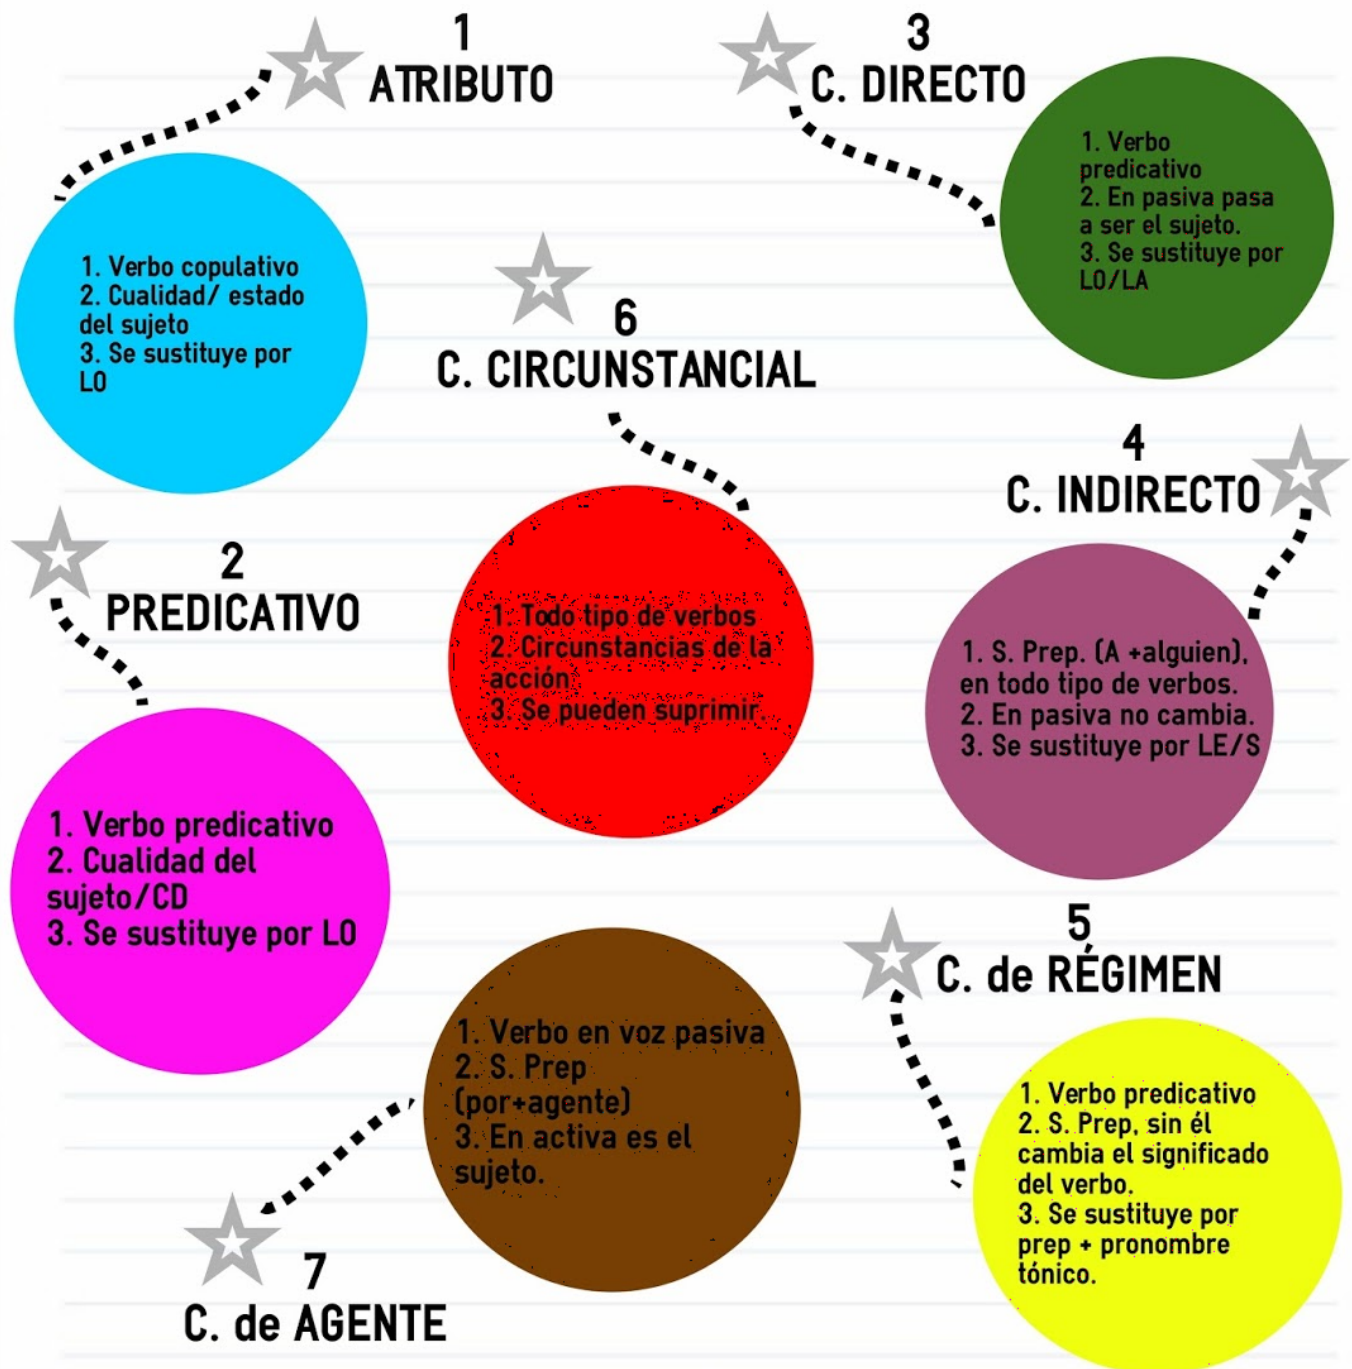 1
ATRIBUTO
1. Verbo copulativo
2. Cualidad/ estado
del sujeto
3. Se sustituye por
LO
2
PREDICATIVO
1. Verbo predicativo
2. Cualidad del
sujeto/CD
3. Se sustituye por LO
3
C. DIRECTO
1. Verbo
predicativo
2. En pasiva pasa
a ser el sujeto.
3. Se sustituye por
LO/LA
4
C. INDIRECTO
1. S. Prep. (A +alguien),
en todo tipo de verbos.
2. En pasiva no cambia.
3. Se sustituye por LE/S
5
C. de RÉGIMEN
1. Verbo predicativo
2. S. Prep, sin él
cambia el significado
del verbo.
3. Se sustituye por
prep + pronombre
tónico.
6
C. CIRCUNSTANCIAL
1. Todo tipo de verbos
2. Circunstancias de la
acción
3. Se pueden suprimir.
7
C. de AGENTE
1. Verbo en voz pasiva
2. S. Prep
(por+agente)
3. En activa es el
sujeto.